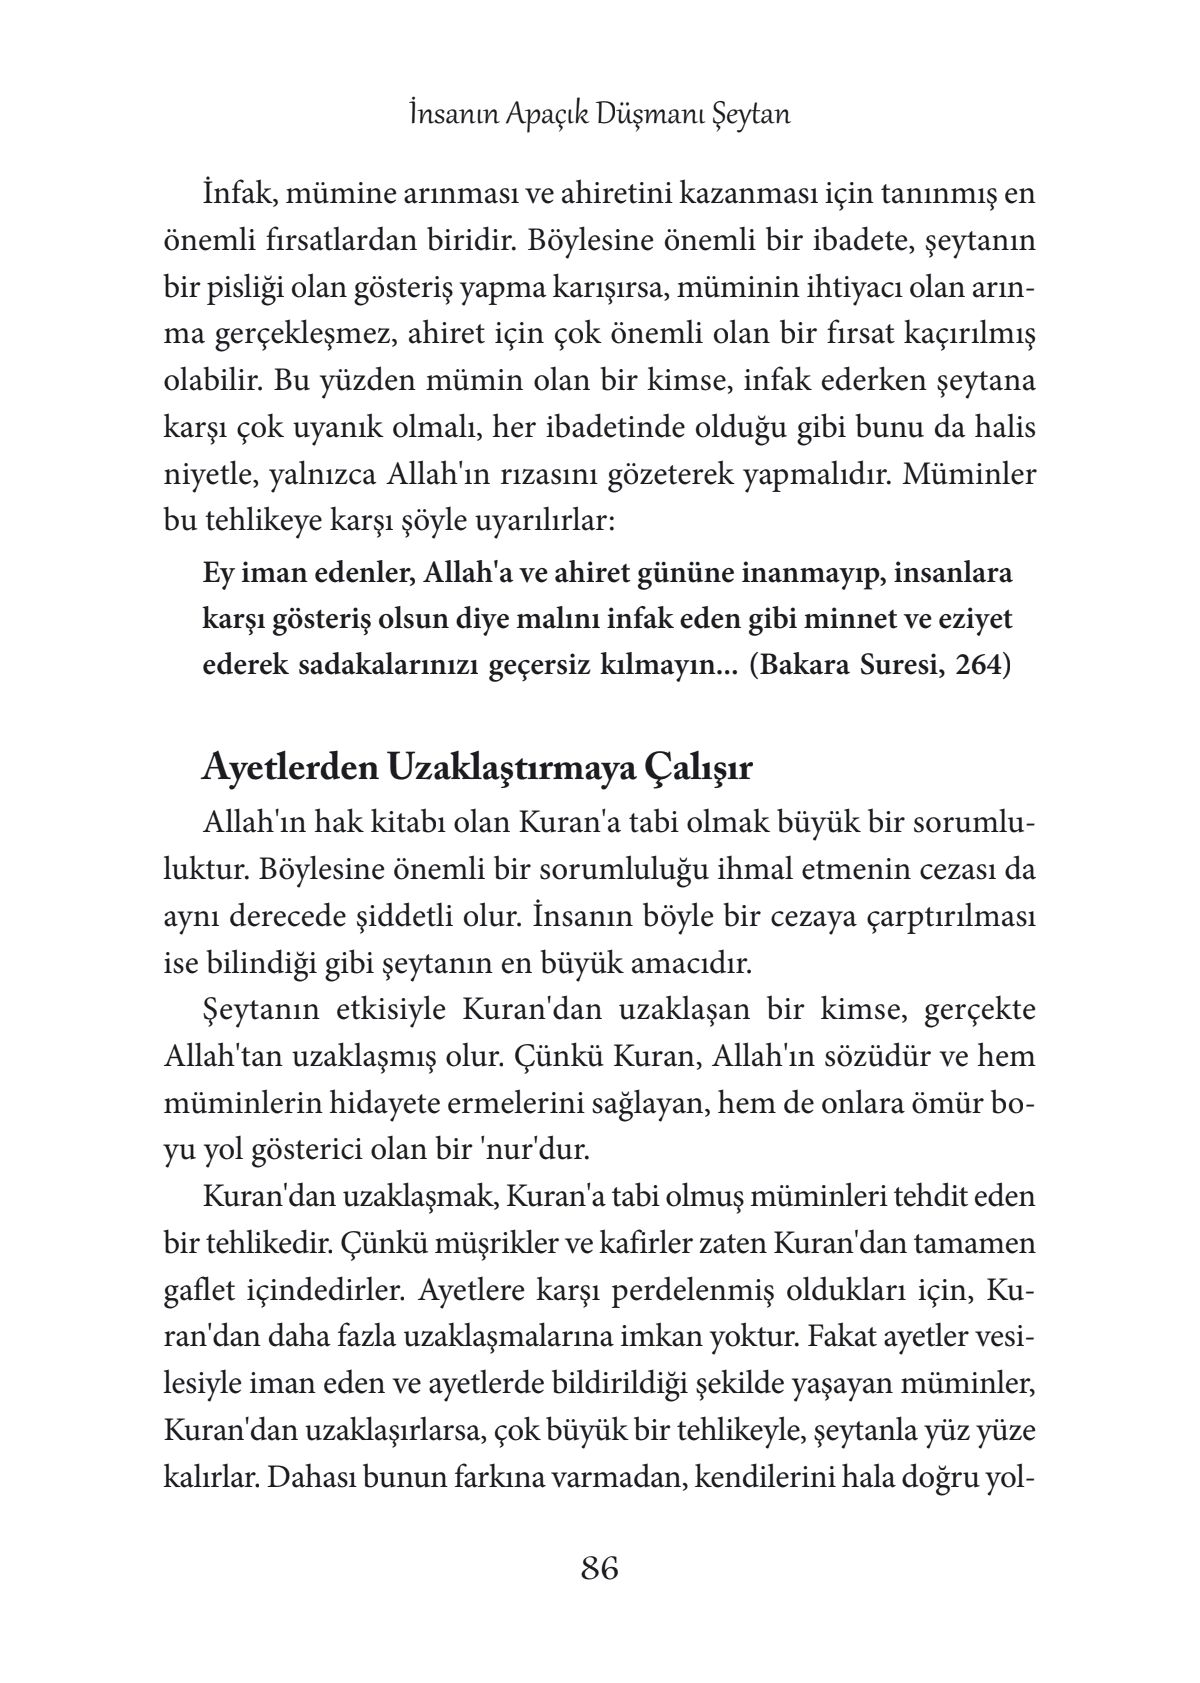 İnsanın Apaçık Düşmanı Şeytan
İnfak, mümine arınması ve ahiretini kazanması için tanınmış en
önemli fırsatlardan biridir. Böylesine önemli bir ibadete, şeytanın
bir pisliği olan gösteriş yapma karışırsa, müminin ihtiyacı olan arın-
ma gerçekleşmez, ahiret için çok önemli olan bir fırsat kaçırılmış
olabilir. Bu yüzden mümin olan bir kimse, infak ederken şeytana
karşı çok uyanık olmalı, her ibadetinde olduğu gibi bunu da halis
niyetle, yalnızca Allah'ın rızasını gözeterek yapmalıdır. Müminler
bu tehlikeye karşı şöyle uyarılırlar:
Ey iman edenler, Allah'a ve ahiret gününe inanmayıp, insanlara
karşı gösteriş olsun diye malını infak eden gibi minnet ve eziyet
ederek sadakalarınızı geçersiz kılmayın... (Bakara Suresi, 264)
Ayetlerden Uzaklaştırmaya Çalışır
Allah'ın hak kitabı olan Kuran'a tabi olmak büyük bir sorumlu-
luktur. Böylesine önemli bir sorumluluğu ihmal etmenin cezası da
aynı derecede şiddetli olur. İnsanın böyle bir cezaya çarptırılması
ise bilindiği gibi şeytanın en büyük amacıdır.
Şeytanın etkisiyle Kuran'dan uzaklaşan bir kimse, gerçekte
Allah'tan uzaklaşmış olur. Çünkü Kuran, Allah'ın sözüdür ve hem
müminlerin hidayete ermelerini sağlayan, hem de onlara ömür bo-
yu yol gösterici olan bir 'nur'dur.
Kuran'dan uzaklaşmak, Kuran'a tabi olmuş müminleri tehdit eden
bir tehlikedir. Çünkü müşrikler ve kafirler zaten Kuran'dan tamamen
gaflet içindedirler. Ayetlere karşı perdelenmiş oldukları için, Ku-
ran'dan daha fazla uzaklaşmalarına imkan yoktur. Fakat ayetler vesi-
lesiyle iman eden ve ayetlerde bildirildiği şekilde yaşayan müminler,
Kuran'dan uzaklaşırlarsa, çok büyük bir tehlikeyle, şeytanla yüz yüze
kalırlar. Dahası bunun farkına varmadan, kendilerini hala doğru yol-
86